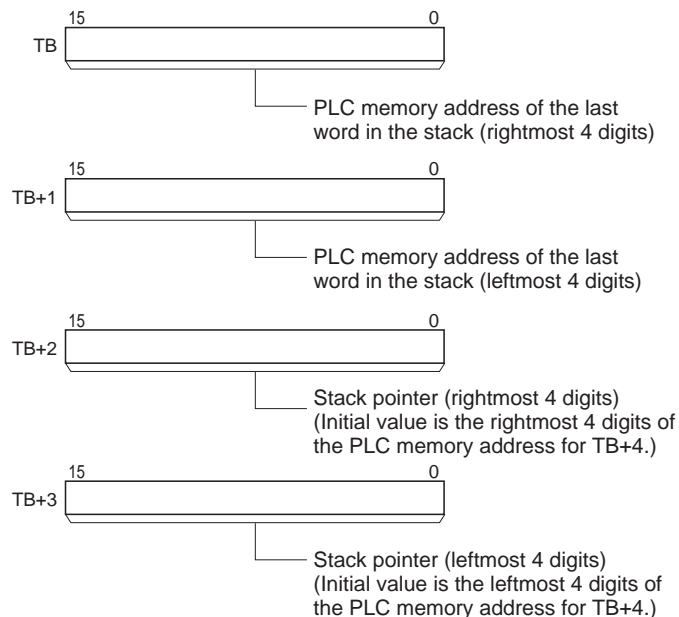 15 0
TB
PLC memory address of the last
word in the stack (rightmost 4 digits)
15 0
TB+1
PLC memory address of the last
word in the stack (leftmost 4 digits)
15 0
TB+2
Stack pointer (rightmost 4 digits)
(Initial value is the rightmost 4 digits of
the PLC memory address for TB+4.)
15 0
TB+3
Stack pointer (leftmost 4 digits)
(Initial value is the leftmost 4 digits of
the PLC memory address for TB+4.)